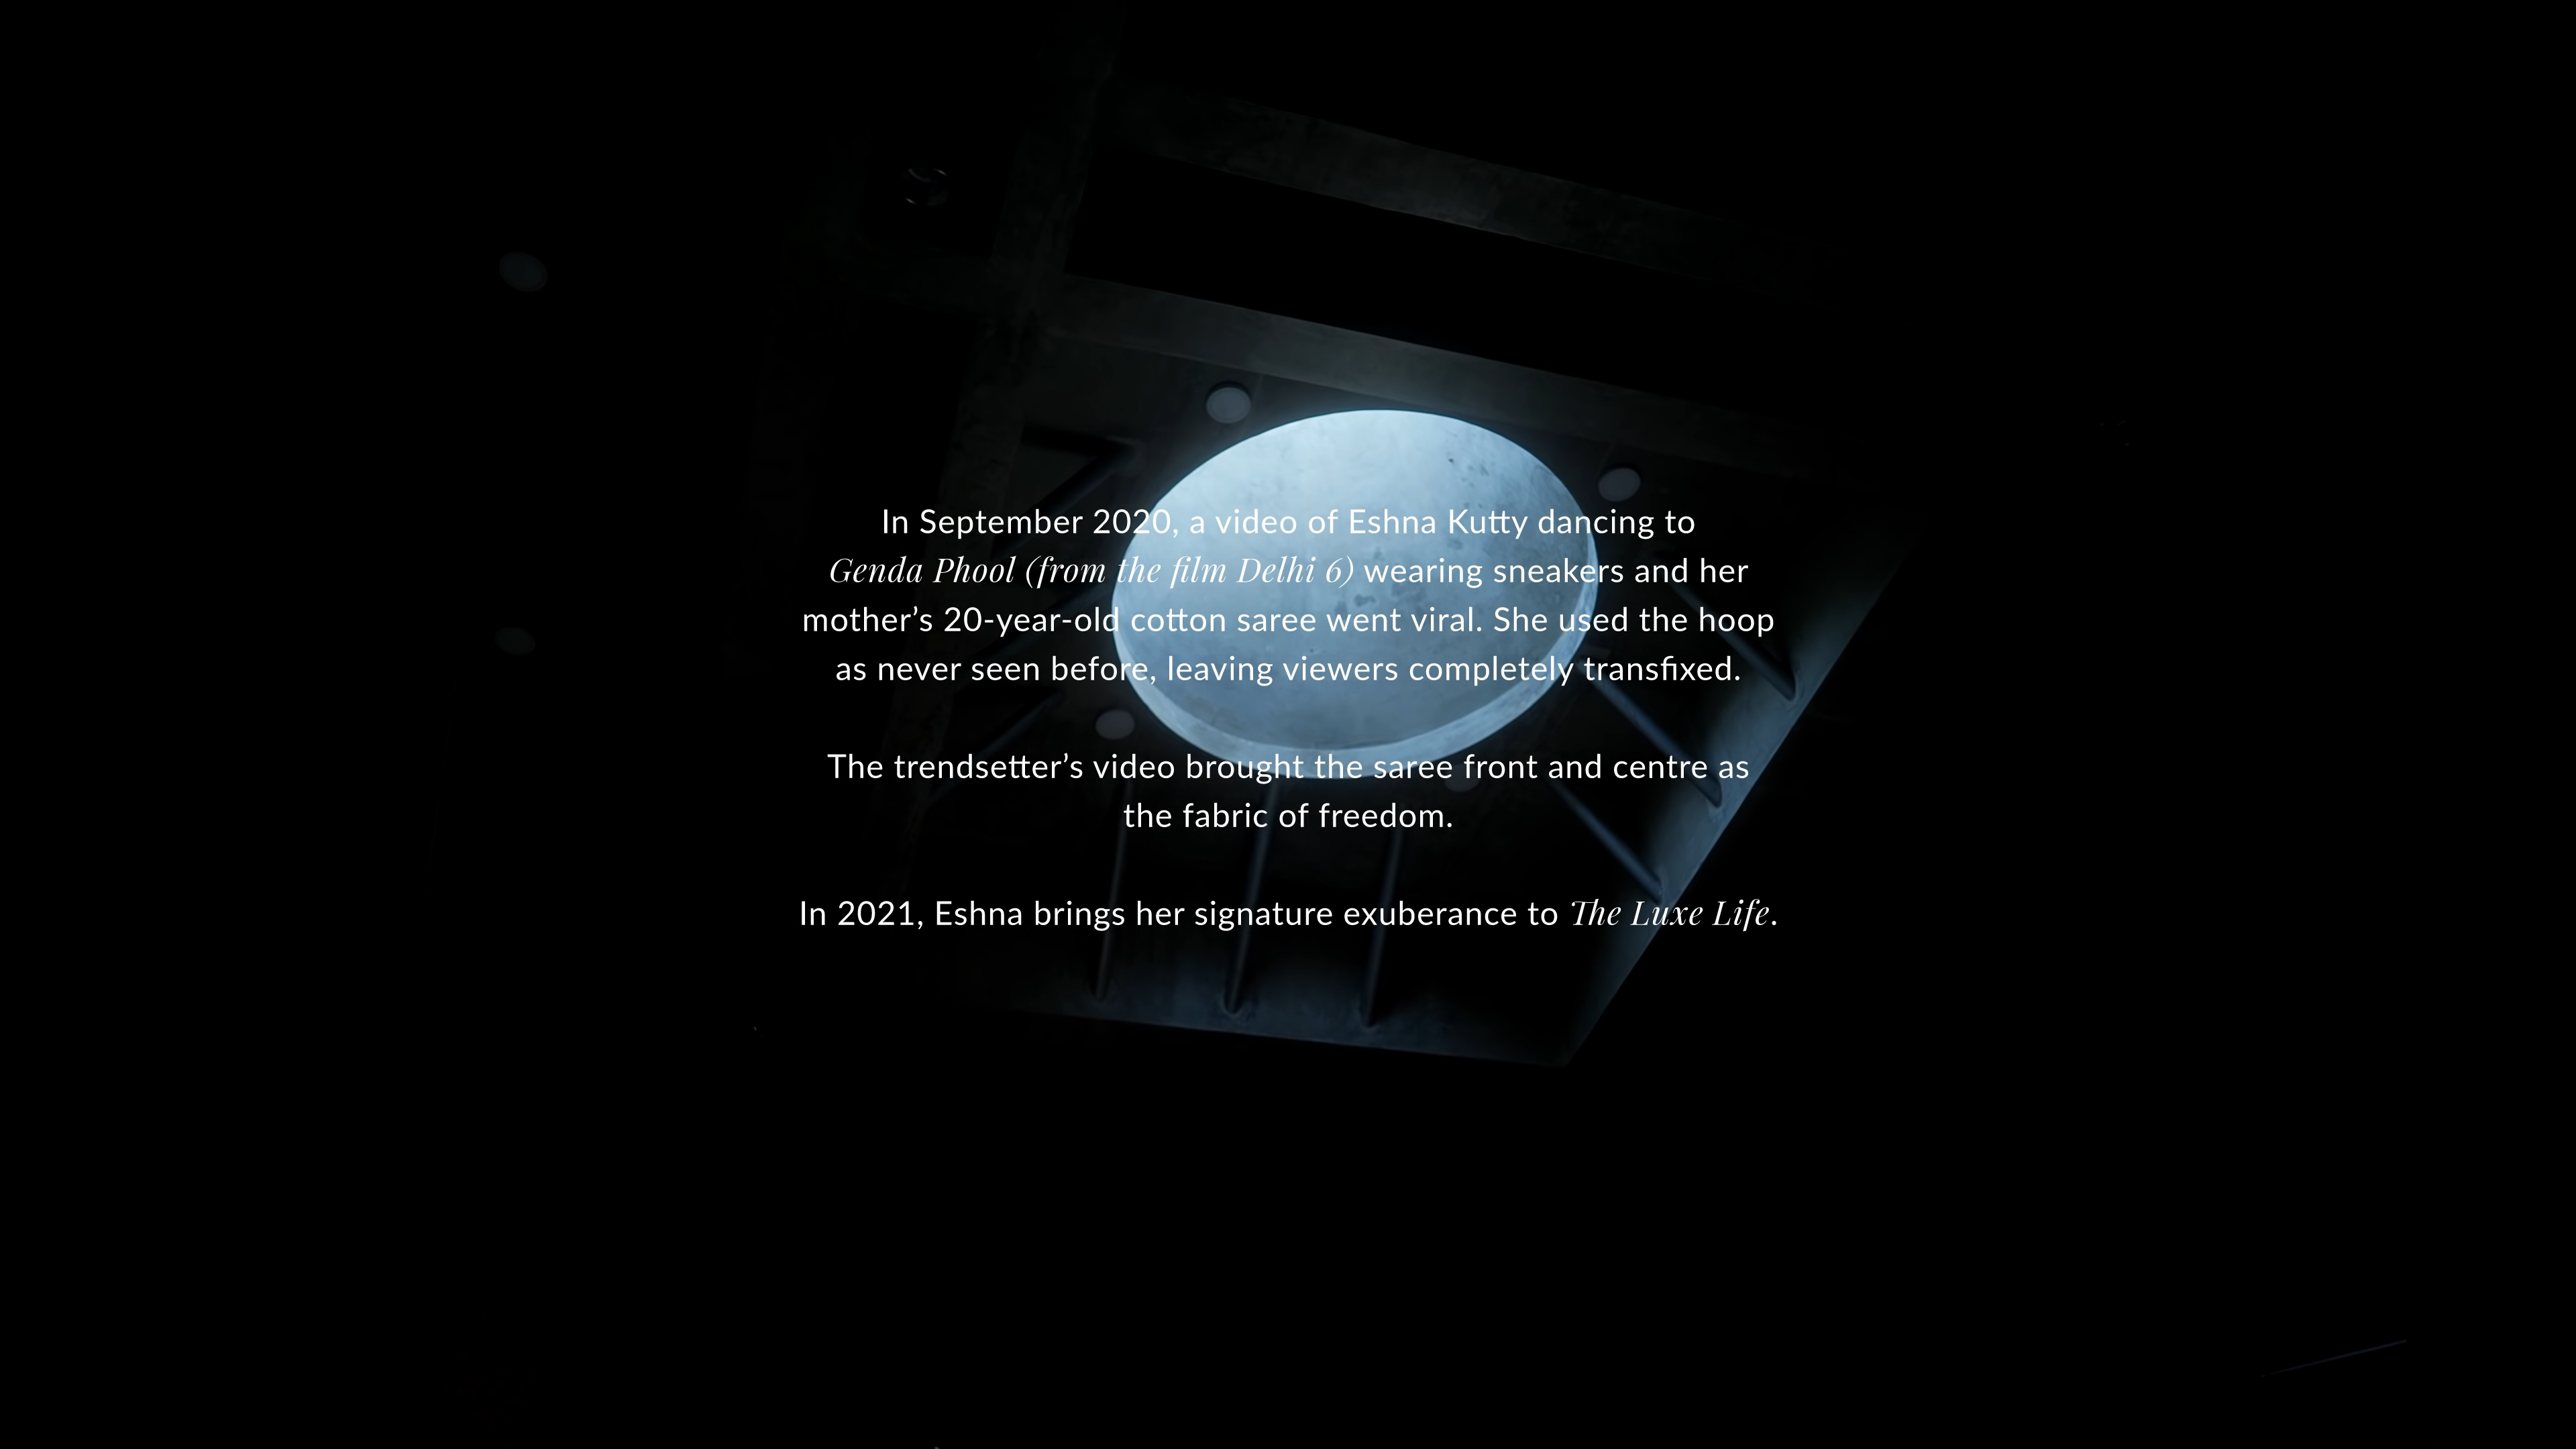 In September 2020, a video of Eshna Kutty dancing to
Genda Phool (from the film Delhi 6) wearing sneakers and her
mother’s 20-year-old cotton saree went viral. She used the hoop
as never seen before, leaving viewers completely transfixed.
The trendsetter’s video brought the saree front and centre as
the fabric of freedom.
In 2021, Eshna brings her signature exuberance to The Luxe Life.